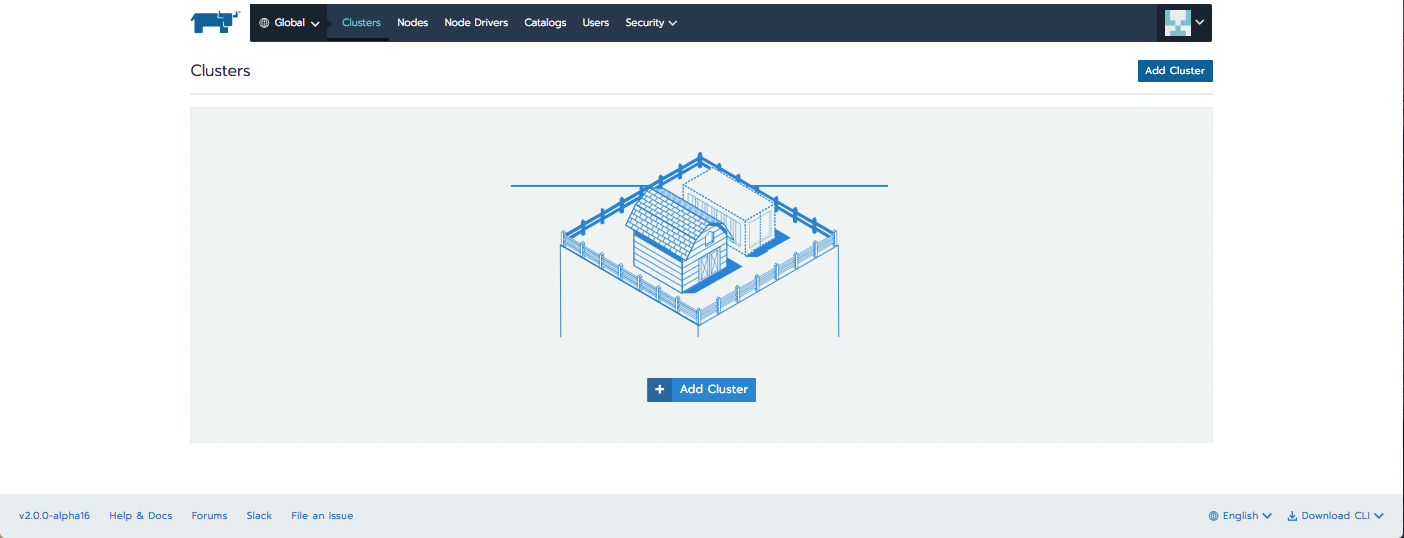 Global Clusters Nodes Node Drivers Catalogs Users Security
Clusters Add Cluster
+ Add Cluster
v2.0.0-alpha16 Help & Docs Forums Slack File an Issue English Download CLI